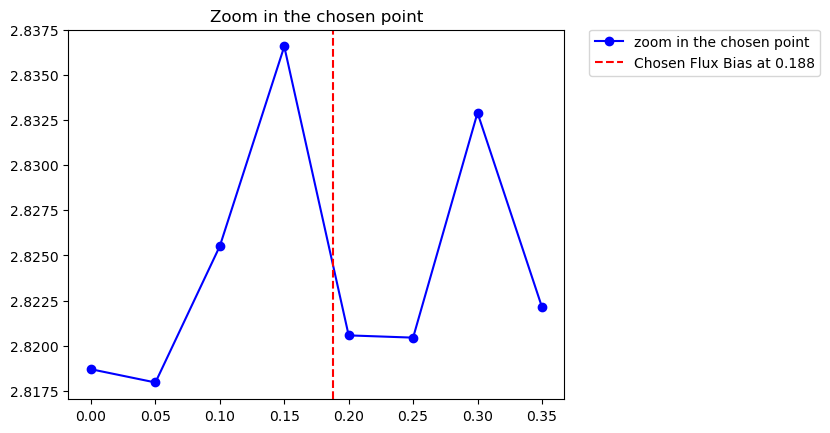 Zoom in the chosen point
zoom in the chosen point
Chosen Flux Bias at 0.188
2.8375
2.8350
2.8325
2.8300
2.8275
2.8250
2.8225
2.8200
2.8175
0.00 0.05 0.10 0.15 0.20 0.25 0.30 0.35